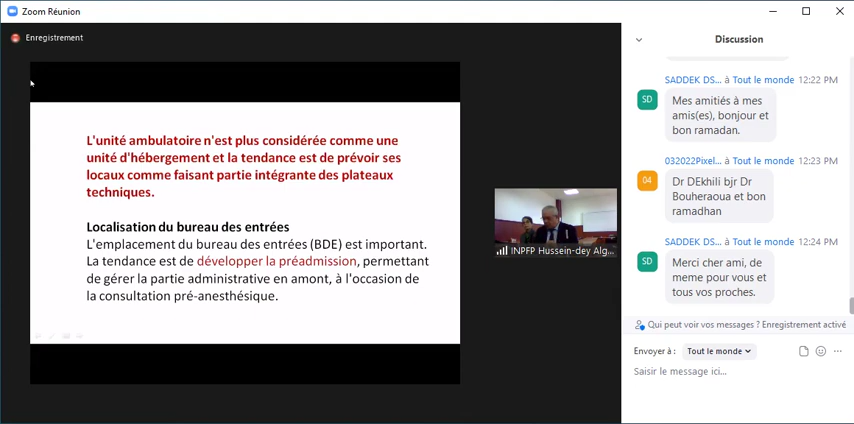 Zoom Réunion
Enregistrement
L'unité ambulatoire n'est plus considérée comme une
unité d'hébergement et la tendance est de prévoir ses
locaux comme faisant partie intégrante des plateaux
techniques.
Localisation du bureau des entrées
L'emplacement du bureau des entrées (BDE) est important.
La tendance est de développer la préadmission, permettant
de gérer la partie administrative en amont, à l'occasion de
la consultation pré-anesthésique.
INPFP Hussein-dey Alg...
Discussion
SADDEK DS... à Tout le monde 12:22 PM
SD
Mes amitiés à mes
amis(es), bonjour et
bon ramadan.
032022Pixel... à Tout le monde 12:23 PM
04
Dr DEkhili bjr Dr
Bouheraoua et bon
ramadhan
SADDEK DS... à Tout le monde 12:24 PM
SD
Merci cher ami, de
meme pour vous et
tous vos proches.
Qui peut voir vos messages ? Enregistrement activé
Envoyer à : Tout le monde
Saisir le message ici...